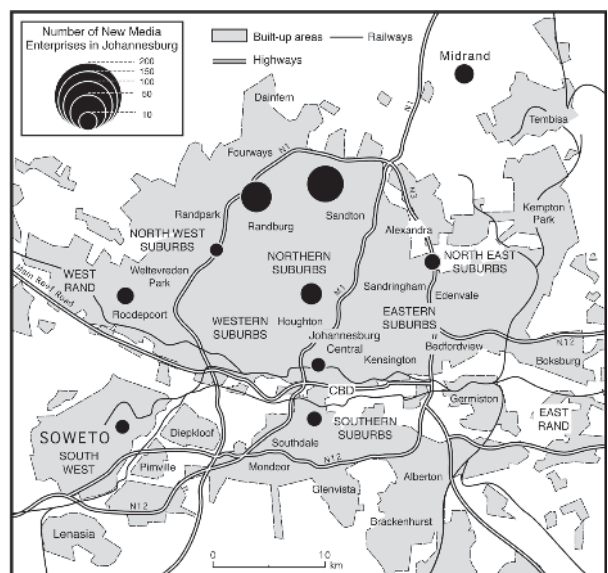 Number of New Media
Enterprises in Johannesburg
200
150
100
50
10
Built-up areas
Railways
Highways
Midrand
N1
Dainfern
Tembisa
Fourways
N1
N3
Kempton
Park
Randpark
Randburg
Sandton
Alexandra
NORTH WEST
SUBURBS
NORTHERN
SUBURBS
NORTH EAST
SUBURBS
WEST
RAND
Weltevreden
Park
Main Reef Road
Sandringham
Edenvale
Roodepoort
M1
WESTERN
SUBURBS
Houghton
EASTERN
SUBURBS
Johannesburg
Central
Bedfordview
N12
Kensington
Boksburg
CBD
Germiston
EAST
RAND
SOWETO
SOUTH
WEST
Diepkloof
SOUTHERN
SUBURBS
Southdale
Pimville
Mondeor
N12
Alberton
Glenvista
N12
Brackenhurst
Lenasia
0
10
km